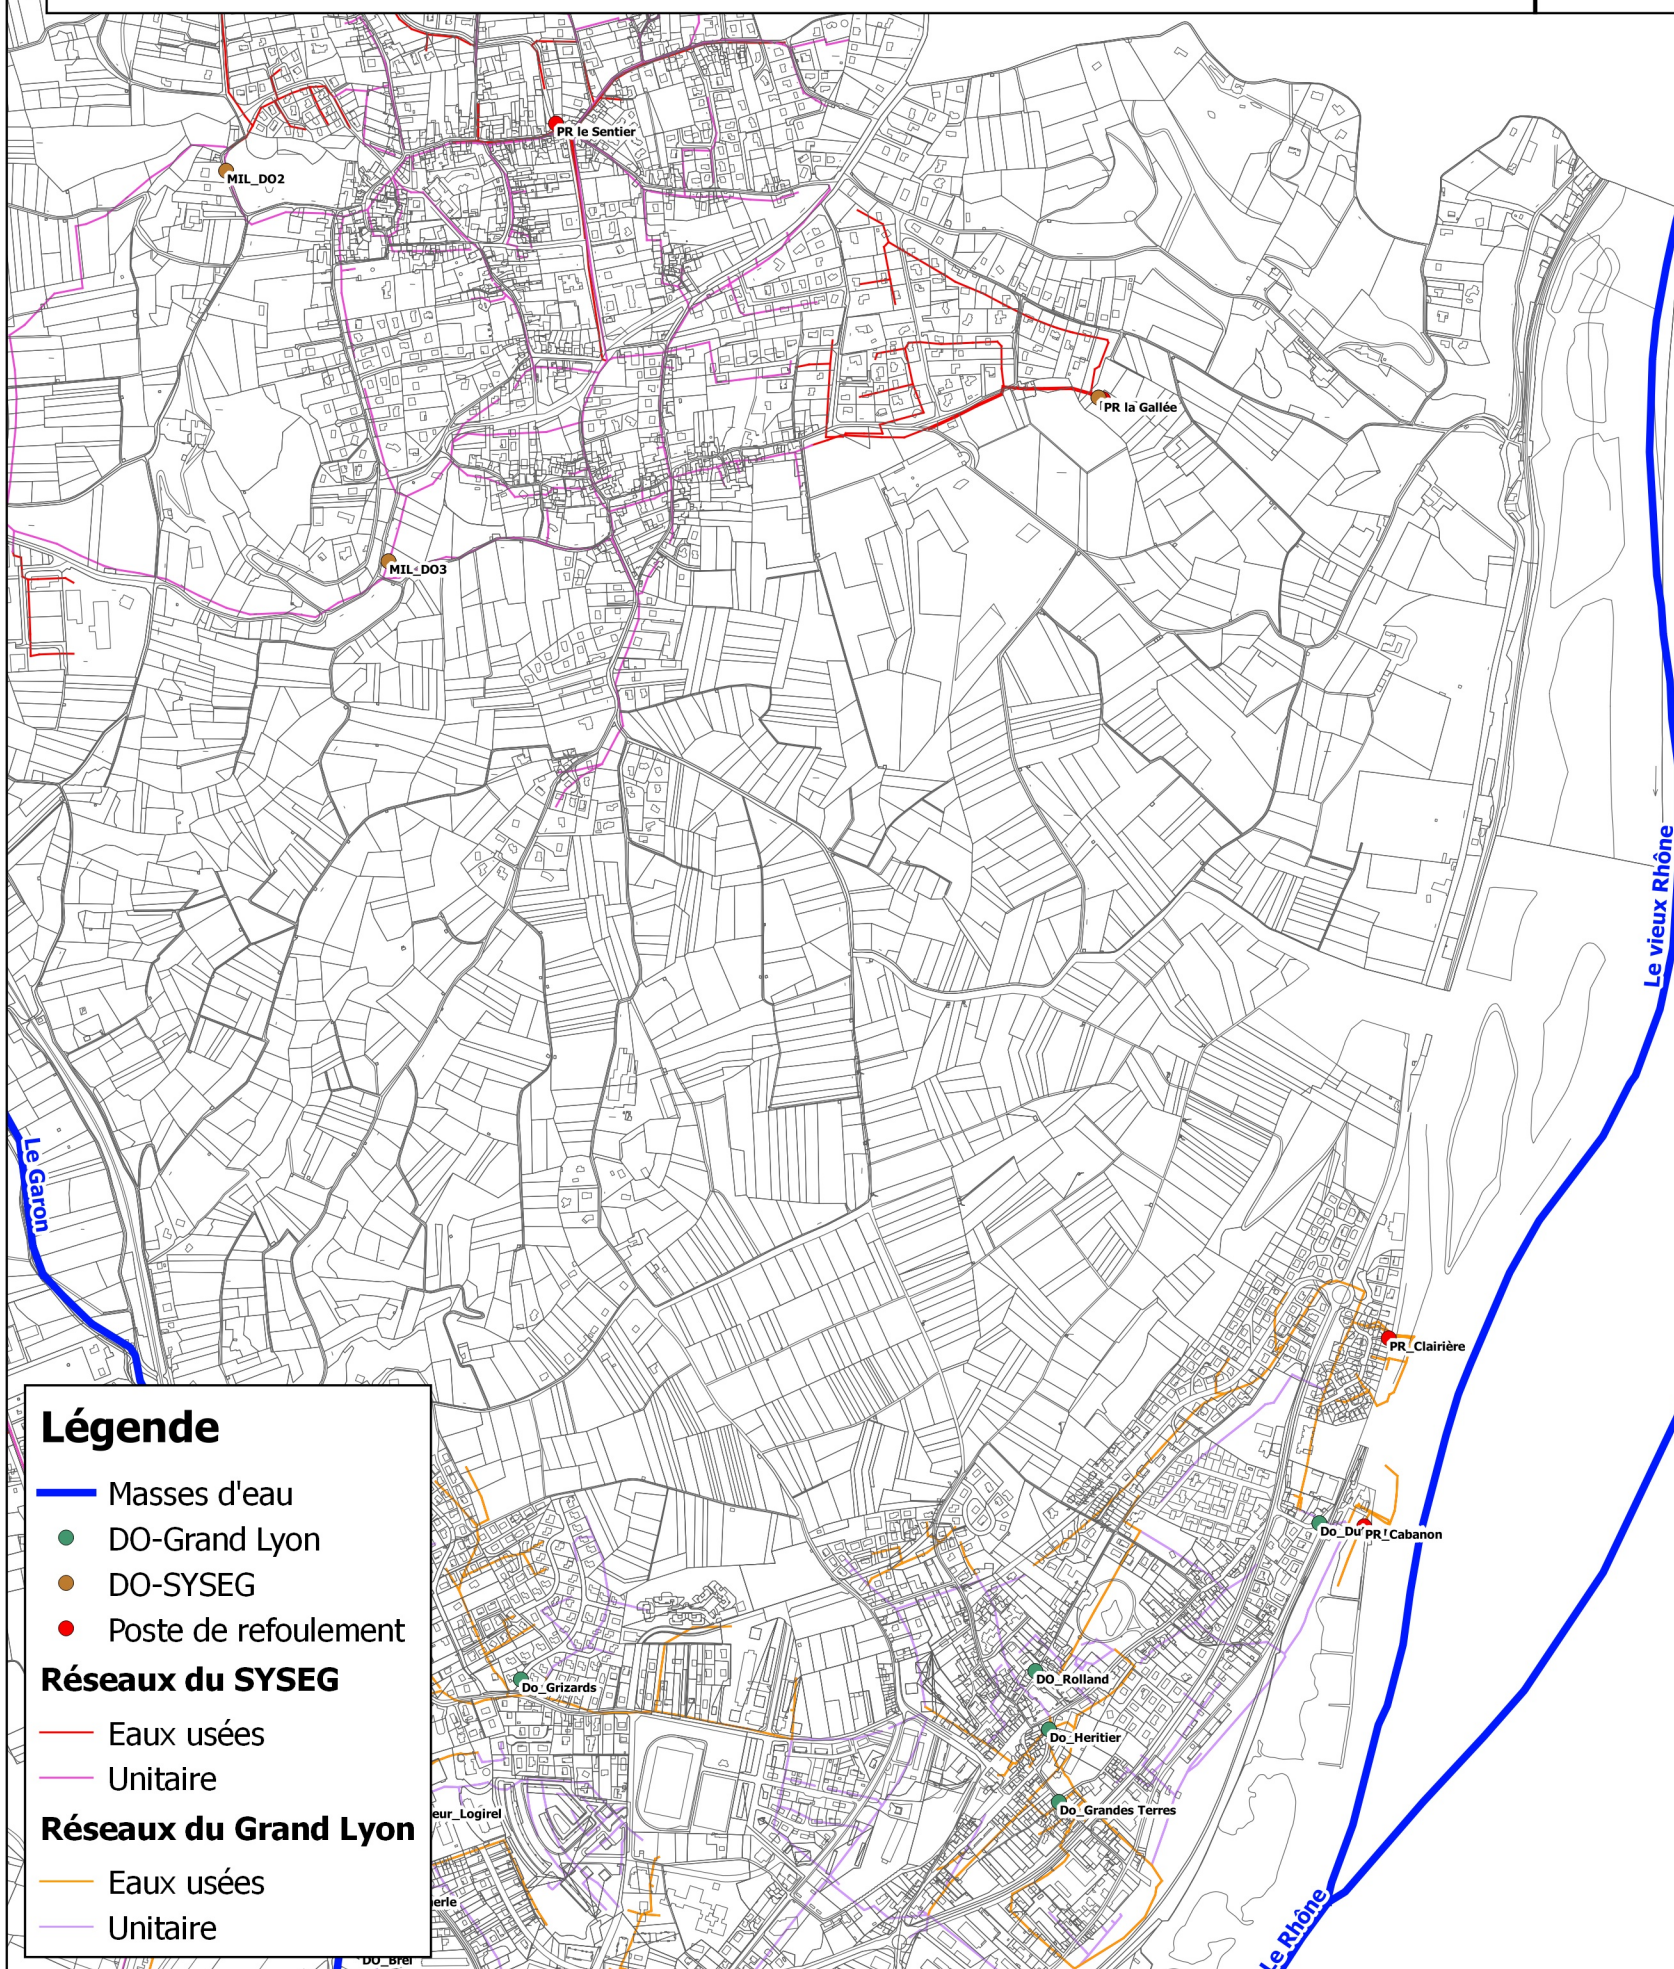 PR le Sentier
MIL_DO2
PR la Gallée
MIL_DO3
Le vieux Rhône
Le Garon
PR_Clairière
PR_Cabanon
Do_Grizards
DO_Rolland
Do_Heritier
Do_Grandes Terres
eur_Logirel
erle
DO_Brel
Le Rhône
Légende
Masses d'eau
DO-Grand Lyon
DO-SYSEG
Poste de refoulement
Réseaux du SYSEG
Eaux usées
Unitaire
Réseaux du Grand Lyon
Eaux usées
Unitaire